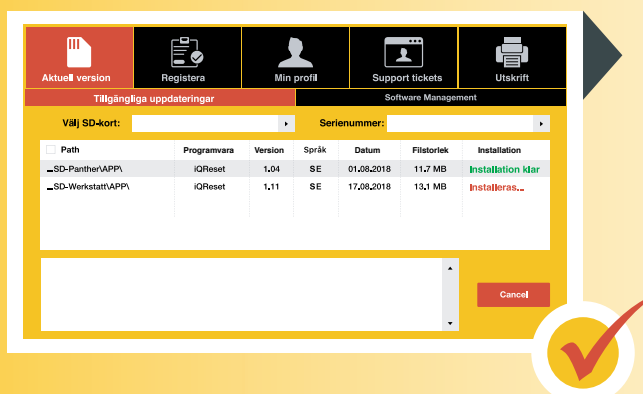 Aktuell version Registera Min profil Support tickets Utskrift
Tillgängliga uppdateringar Software Management
Välj SD-kort: Serienummer:
Path Programvara Version Språk Datum Filstorlek Installation
...SD-Panther\APP\ iQReset 1.04 SE 01.08.2018 11.7 MB Installation klar
...SD-Werkstatt\APP\ iQReset 1.11 SE 17.08.2018 13.1 MB Installeras...
Cancel